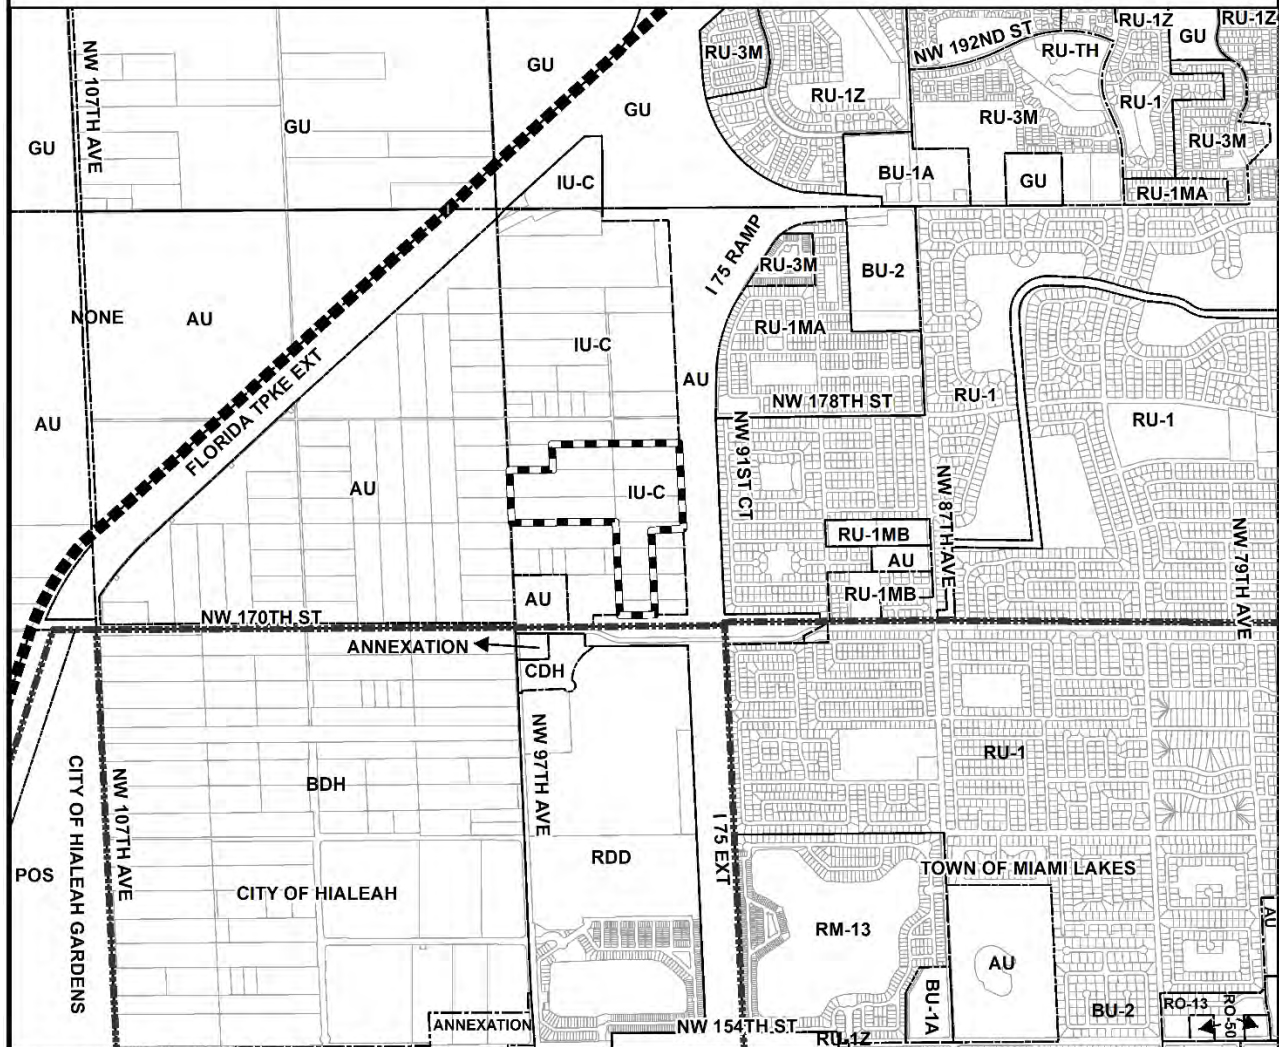 RU-1Z
RU-1Z
NW 192ND ST
GU
RU-3M
RU-TH
NW 107TH AVE
GU
RU-1Z
RU-1
GU
RU-3M
GU
GU
RU-3M
BU-1A
GU
IU-C
RU-1MA
I 75 RAMP
RU-3M
BU-2
NONE
AU
RU-1MA
IU-C
FLORIDA TPKE EXT
AU
RU-1
NW 178TH ST
RU-1
AU
NW 91ST CT
AU
IU-C
NW 87TH AVE
RU-1MB
NW 79TH AVE
AU
AU
RU-1MB
NW 170TH ST
ANNEXATION
CDH
NW 97TH AVE
RU-1
CITY OF HIALEAH GARDENS
NW 107TH AVE
BDH
I 75 EXT
RDD
TOWN OF MIAMI LAKES
POS
CITY OF HIALEAH
AU
RM-13
AU
BU-1A
RO-13
RO-50
BU-2
ANNEXATION
NW 154TH ST
RU-1Z